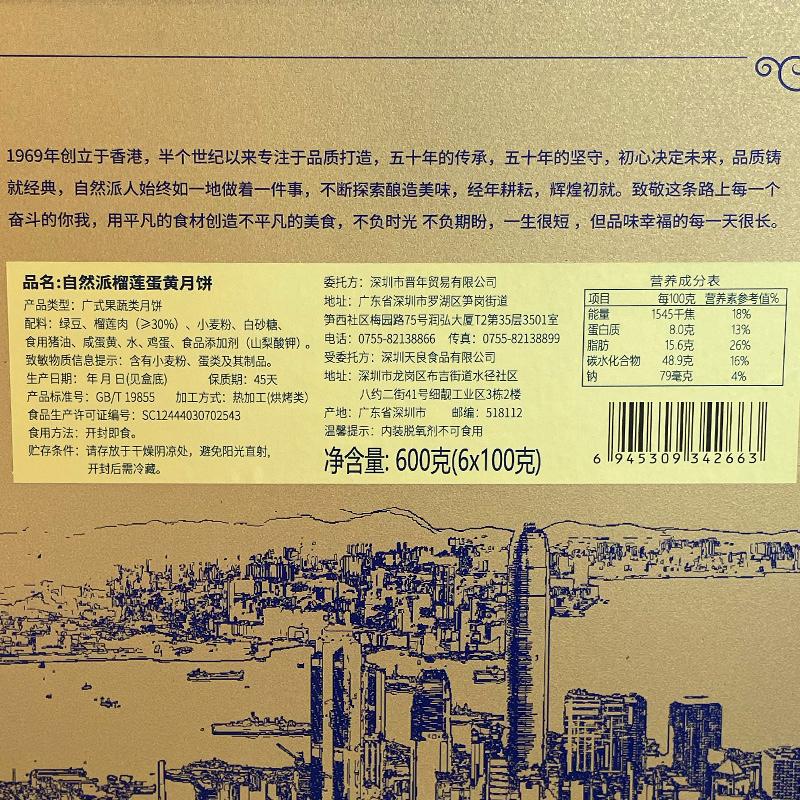 1969年创立于香港，半个世纪以来专注于品质打造，五十年的传承，五十年的坚守，初心决定未来，品质铸
就经典，自然派人始终如一地做着一件事，不断探索酿造美味，经年耕耘，辉煌初就。致敬这条路上每一个
奋斗的你我，用平凡的食材创造不平凡的美食，不负时光 不负期盼，一生很短，但品味幸福的每一天很长。
品名:自然派榴莲蛋黄月饼
产品类型：广式果蔬类月饼
配料：绿豆、榴莲肉（≥30%）、小麦粉、白砂糖、
食用猪油、咸蛋黄、水、鸡蛋、食品添加剂（山梨酸钾）。
致敏物质信息提示：含有小麦粉、蛋类及其制品。
生产日期：年 月 日(见盒底) 保质期：45天
产品标准号：GB/T 19855 加工方式：热加工(烘烤类)
食品生产许可证编号：SC12444030702543
食用方法：开封即食。
贮存条件：请存放于干燥阴凉处，避免阳光直射，
开封后需冷藏。
委托方：深圳市晋年贸易有限公司
地址：广东省深圳市罗湖区笋岗街道
笋西社区梅园路75号润弘大厦T2第35层3501室
电话：0755-82138866 传真：0755-82138899
受委托方：深圳天良食品有限公司
地址：深圳市龙岗区布吉街道水径社区
八约二街41号细靓工业区3栋2楼
产地：广东省深圳市 邮编：518112
温馨提示：内装脱氧剂不可食用
净含量: 600克(6x100克)
营养成分表
项目 每100克 营养素参考值%
能量 1545千焦 18%
蛋白质 8.0克 13%
脂肪 15.6克 26%
碳水化合物 48.9克 16%
钠 79毫克 4%
6 945309 342663